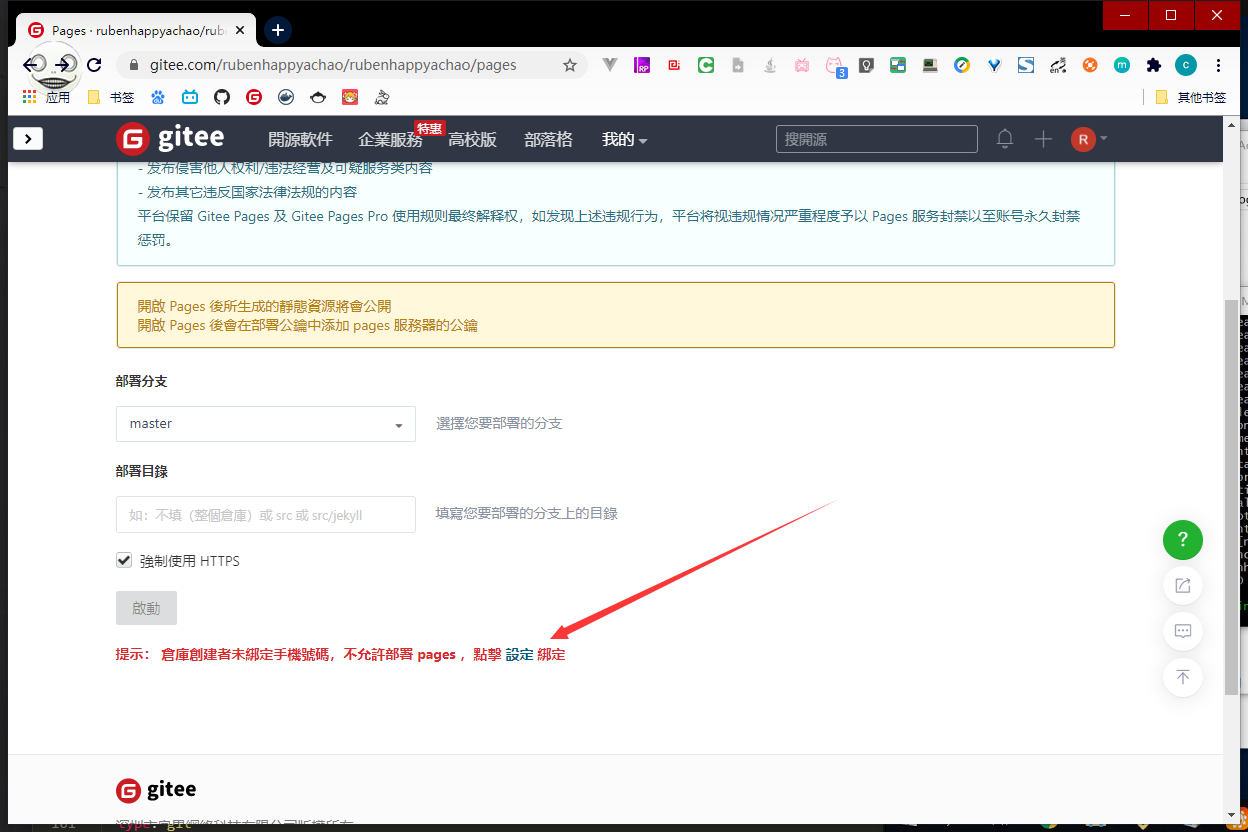 Pages · rubenhappyachao/rub
gitee.com/rubenhappyachao/rubenhappyachao/pages
应用
书签
其他书签
gitee
開源軟件
企業服務
特惠
高校版
部落格
我的
搜開源
R
- 发布侵害他人权利/违法经营及可疑服务类内容
- 发布其它违反国家法律法规的内容
平台保留 Gitee Pages 及 Gitee Pages Pro 使用规则最终解释权，如发现上述违规行为，平台将视违规情况严重程度予以 Pages 服务封禁以至账号永久封禁
惩罚。
開啟 Pages 後所生成的靜態資源將會公開
開啟 Pages 後會在部署公鑰中添加 pages 服務器的公鑰
部署分支
master
選擇您要部署的分支
部署目錄
如：不填（整個倉庫）或 src 或 src/jekyll
填寫您要部署的分支上的目錄
強制使用 HTTPS
啟動
提示： 倉庫創建者未綁定手機號碼，不允許部署 pages ，點擊 設定 綁定
gitee